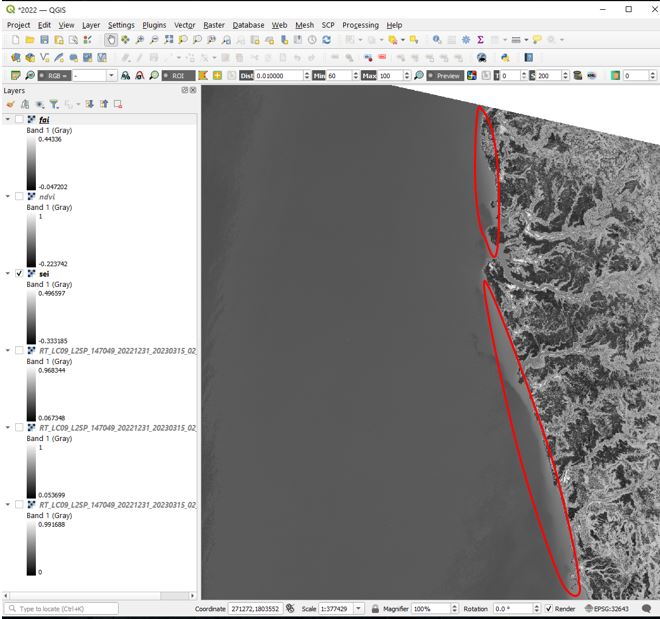 *2022 — QGIS
Project Edit View Layer Settings Plugins Vector Raster Database Web Mesh SCP Processing Help
RGB = - ROI Dist 0.010000 Min 60 Max 100 Preview T 0 S 200 0
Layers
fai
Band 1 (Gray)
0.44336
-0.047202
ndvi
Band 1 (Gray)
1
-0.223742
sei
Band 1 (Gray)
0.496597
-0.333185
RT_LC09_L2SP_147049_20221231_20230315_02_
Band 1 (Gray)
0.968344
0.067348
RT_LC09_L2SP_147049_20221231_20230315_02_
Band 1 (Gray)
1
0.053699
RT_LC09_L2SP_147049_20221231_20230315_02_
Band 1 (Gray)
0.991688
0
Type to locate (Ctrl+K) Coordinate 271272,1803552 Scale 1:377429 Magnifier 100% Rotation 0.0 ° Render EPSG:32643